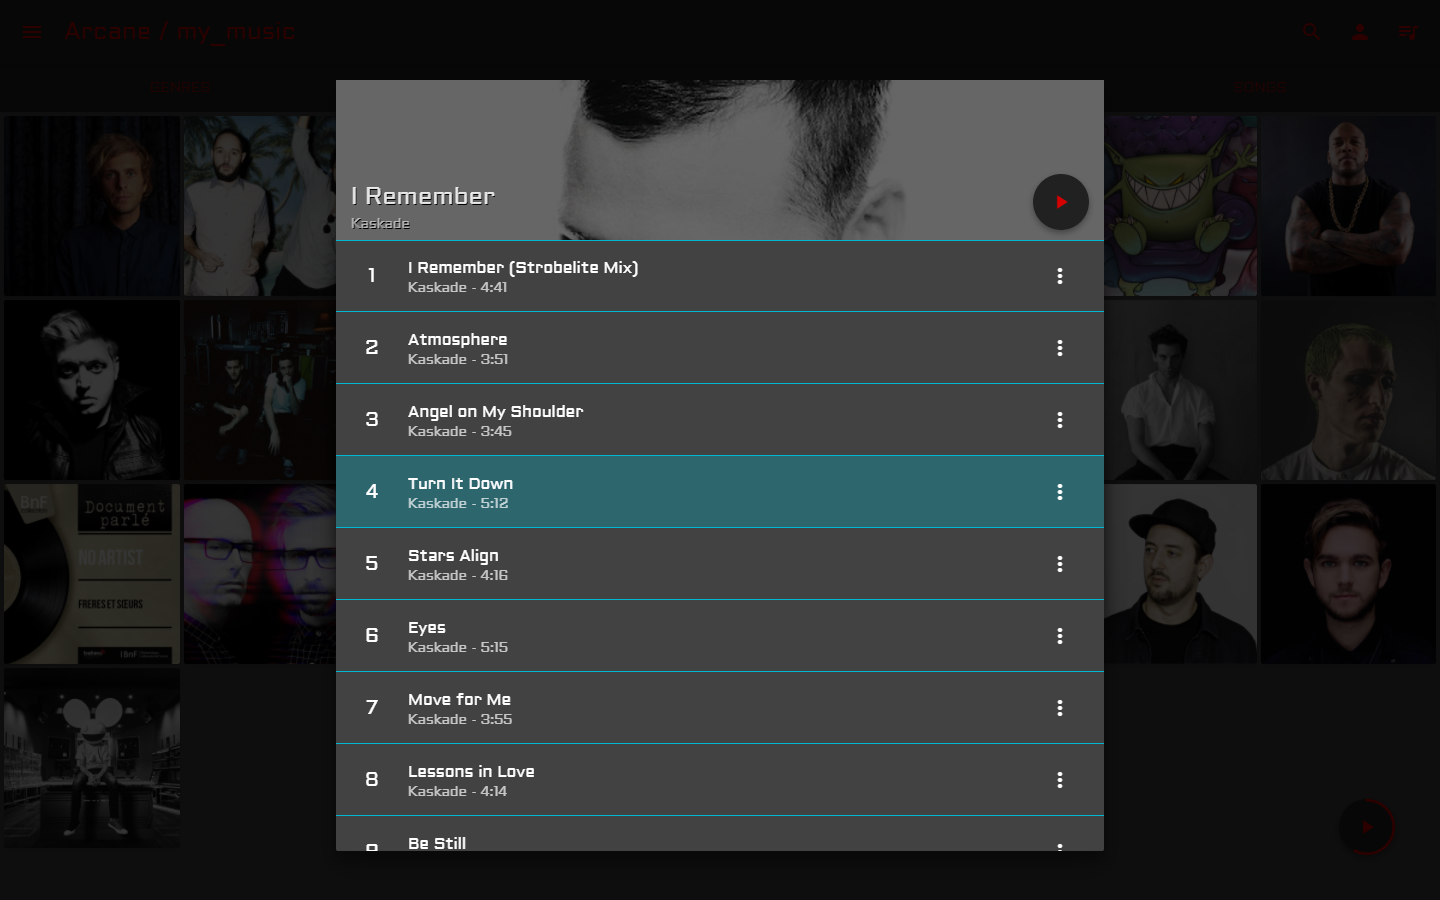 Arcane / my_music
GENRES
SONGS
I Remember
Kaskade
1
I Remember (Strobelite Mix)
Kaskade - 4:41
2
Atmosphere
Kaskade - 3:51
3
Angel on My Shoulder
Kaskade - 3:45
4
Turn It Down
Kaskade - 5:12
5
Stars Align
Kaskade - 4:16
6
Eyes
Kaskade - 5:15
7
Move for Me
Kaskade - 3:55
8
Lessons in Love
Kaskade - 4:14
Be Still
BnF
Document
parlé
NO ARTIST
FRERES ET SŒURS